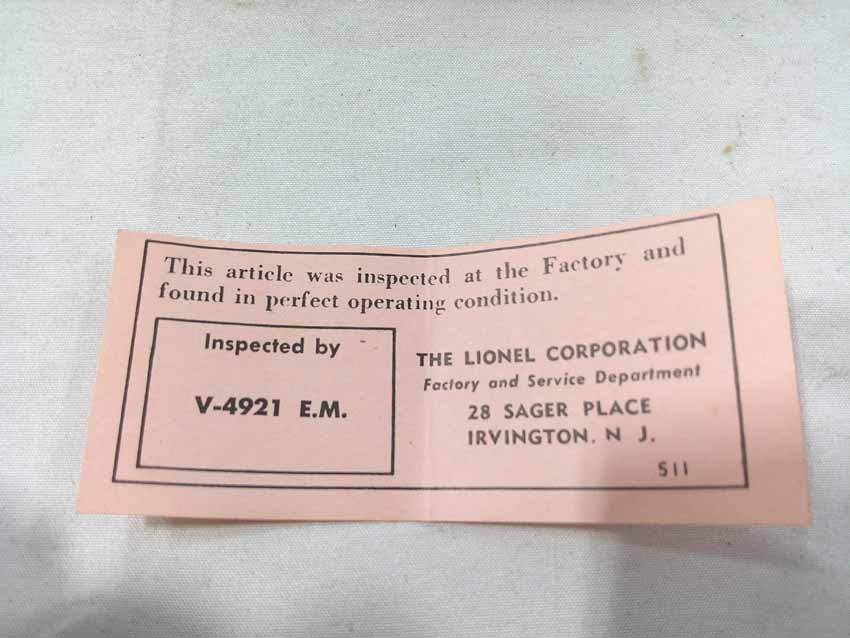 This article was inspected at the Factory and
found in perfect operating condition.
Inspected by
V-4921 E.M.
THE LIONEL CORPORATION
Factory and Service Department
28 SAGER PLACE
IRVINGTON, N J.
511